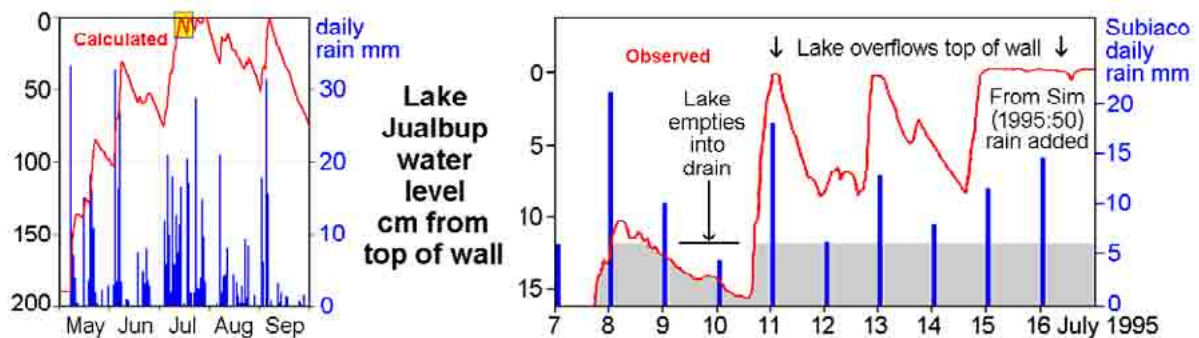 0
50
100
150
200
Calculated
daily
rain mm
30
20
10
0
May Jun Jul Aug Sep
Lake
Jualbup
water
level
cm from
top of wall
0
5
10
15
Observed
Lake overflows top of wall
Lake
empties
into
drain
From Sim
(1995:50)
rain added
Subiaco
daily
rain mm
20
15
10
5
0
7 8 9 10 11 12 13 14 15 16 July 1995